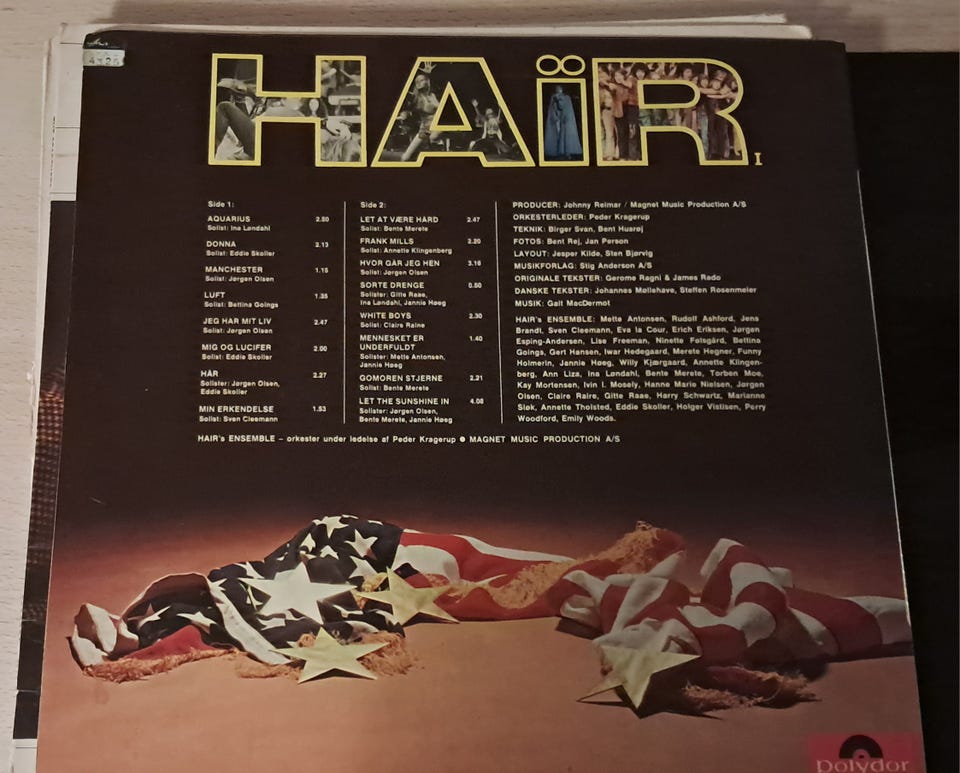 4325
HAÏR
I
Side 1:
AQUARIUS 2.50
Solist: Ina Løndahl
DONNA 2.13
Solist: Eddie Skoller
MANCHESTER 1.15
Solist: Jørgen Olsen
LUFT 1.35
Solist: Bettina Goings
JEG HAR MIT LIV 2.47
Solist: Jørgen Olsen
MIG OG LUCIFER 2.00
Solist: Eddie Skoller
HÅR 2.27
Solister: Jørgen Olsen,
Eddie Skoller
MIN ERKENDELSE 1.53
Solist: Sven Cleemann
Side 2:
LET AT VÆRE HÅRD 2.47
Solist: Bente Merete
FRANK MILLS 2.20
Solist: Annette Klingenberg
HVOR GÅR JEG HEN 3.16
Solist: Jørgen Olsen
SORTE DRENGE 0.50
Solister: Gitte Raae,
Ina Løndahl, Jannie Høeg
WHITE BOYS 2.30
Solist: Claire Raine
MENNESKET ER 1.40
UNDERFULDT
Solister: Mette Antonsen,
Jannie Høeg
GOMOREN STJERNE 2.21
Solist: Bente Merete
LET THE SUNSHINE IN 4.08
Solister: Jørgen Olsen,
Bente Merete, Jannie Høeg
PRODUCER: Johnny Reimar / Magnet Music Production A/S
ORKESTERLEDER: Peder Kragerup
TEKNIK: Birger Svan, Bent Husrøj
FOTOS: Bent Rej, Jan Person
LAYOUT: Jesper Kilde, Sten Bjørvig
MUSIKFORLAG: Stig Anderson A/S
ORIGINALE TEKSTER: Gerome Ragni & James Rado
DANSKE TEKSTER: Johannes Møllehave, Steffen Rosenmeier
MUSIK: Galt MacDermot
HAIR's ENSEMBLE: Mette Antonsen, Rudolf Ashford, Jens
Brandt, Sven Cleemann, Eva la Cour, Erich Eriksen, Jørgen
Esping-Andersen, Lise Freeman, Ninette Følsgård, Bettina
Goings, Gert Hansen, Iwar Hedegaard, Merete Hegner, Funny
Holmerin, Jannie Høeg, Willy Kjærgaard, Annette Klingen-
berg, Ann Liza, Ina Løndahl, Bente Merete, Torben Moe,
Kay Mortensen, Ivin I. Mosely, Hanne Marie Nielsen, Jørgen
Olsen, Claire Raire, Gitte Raae, Harry Schwartz, Marianne
Sløk, Annette Tholsted, Eddie Skoller, Holger Vistisen, Perry
Woodford, Emily Woods.
HAIR's ENSEMBLE – orkester under ledelse af Peder Kragerup ● MAGNET MUSIC PRODUCTION A/S
polydor